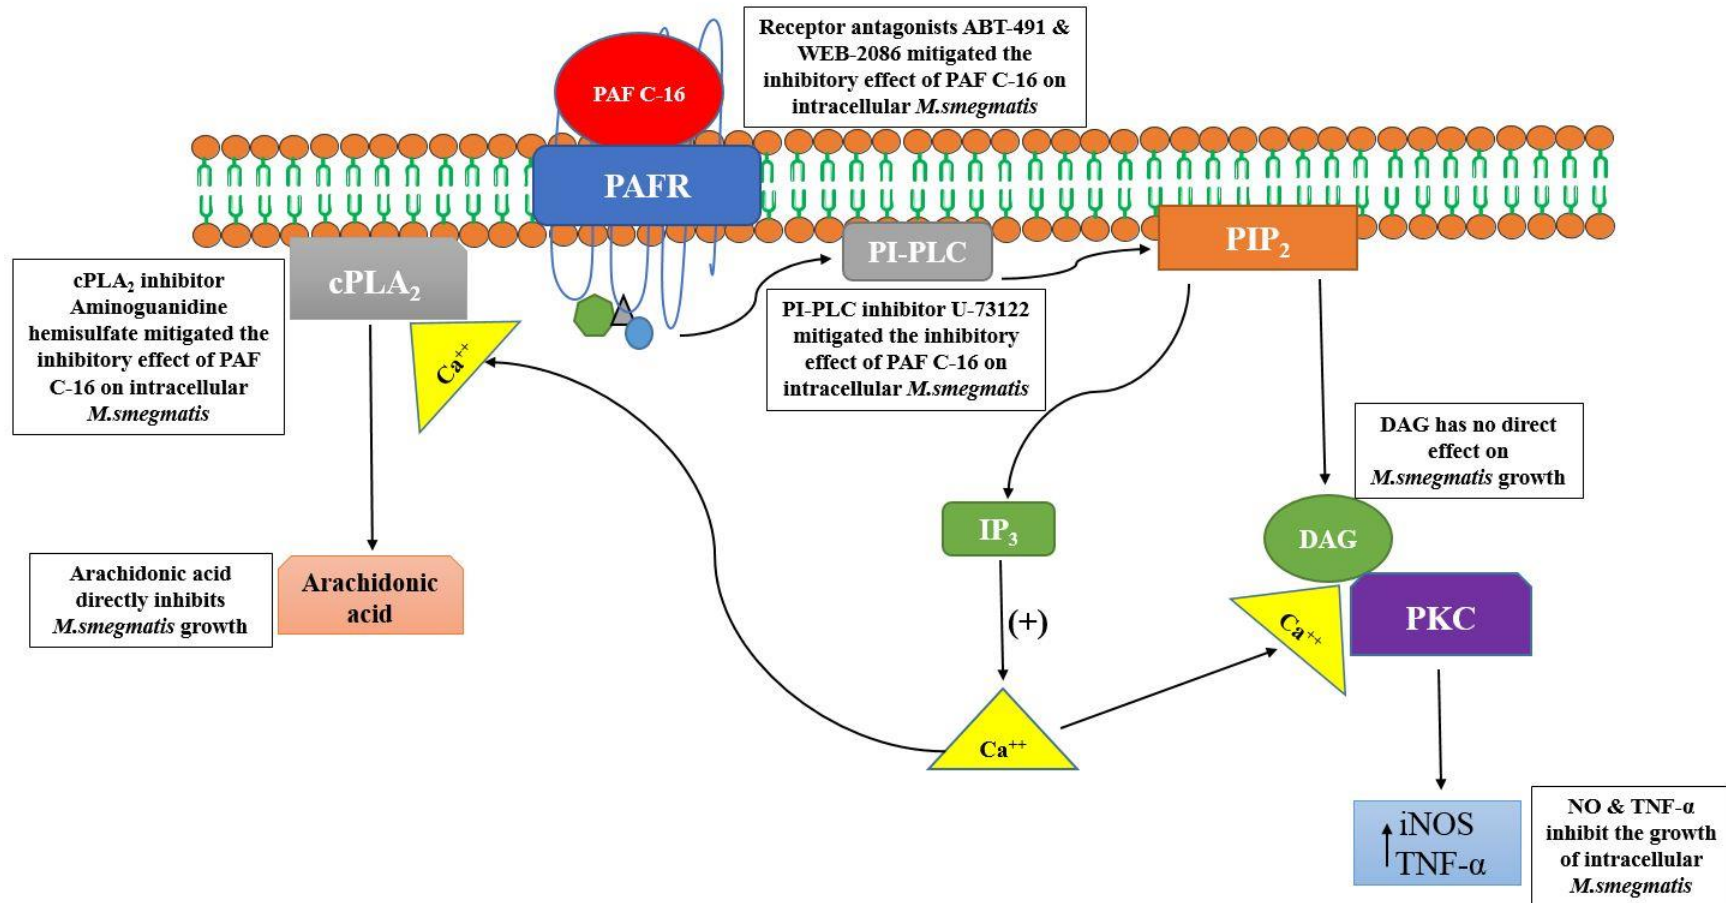 Receptor antagonists ABT-491 &
WEB-2086 mitigated the
inhibitory effect of PAF C-16 on
intracellular M.smegmatis
PAF C-16
PAFR
PI-PLC
PIP₂
cPLA₂
cPLA₂ inhibitor
Aminoguanidine
hemisulfate mitigated the
inhibitory effect of PAF
C-16 on intracellular
M.smegmatis
Ca⁺⁺
PI-PLC inhibitor U-73122
mitigated the inhibitory
effect of PAF C-16 on
intracellular M.smegmatis
DAG has no direct
effect on
M.smegmatis growth
IP₃
DAG
Arachidonic acid
directly inhibits
M.smegmatis growth
Arachidonic
acid
(+)
Ca⁺⁺
PKC
Ca⁺⁺
iNOS
TNF-α
NO & TNF-α
inhibit the growth
of intracellular
M.smegmatis